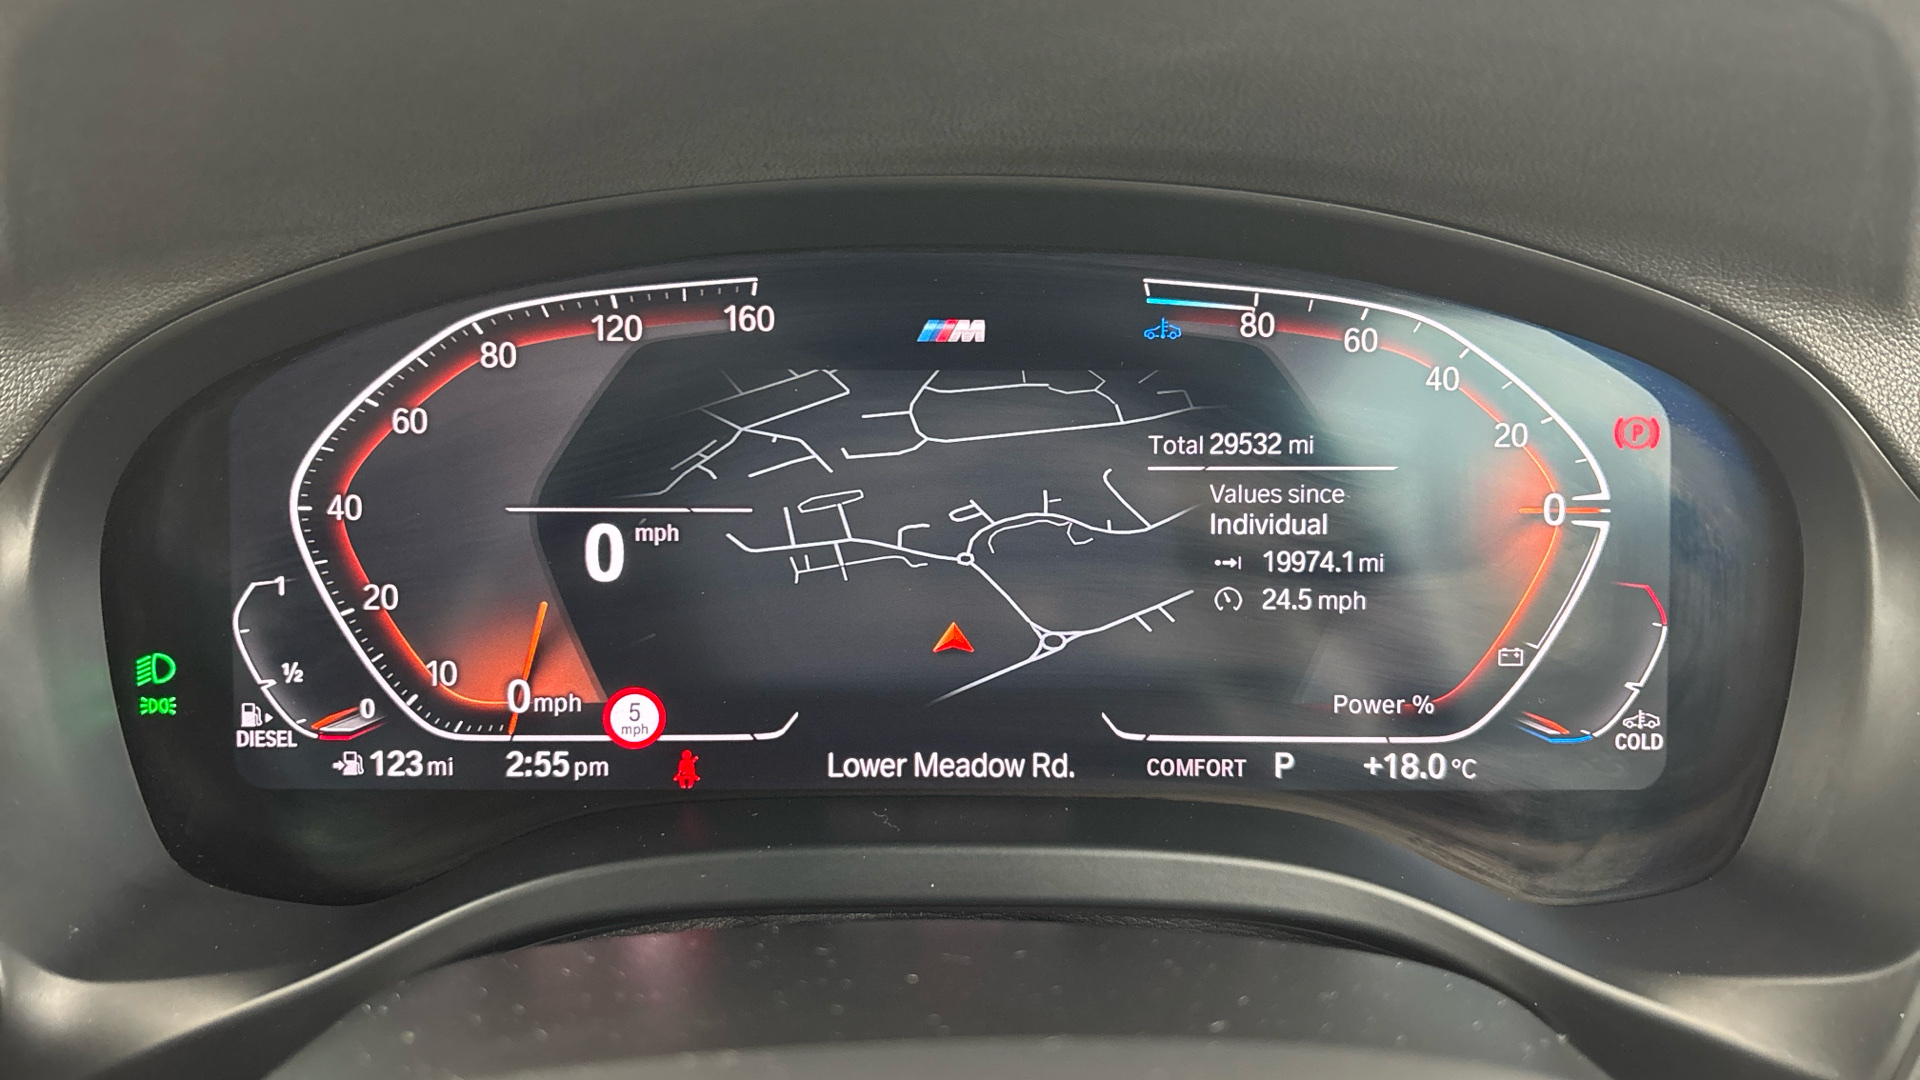 160
120
80
60
40
20
10
0 mph
0 mph
M
80
60
40
20
0
Power %
P
Total 29532 mi
Values since
Individual
19974.1 mi
24.5 mph
1
½
0
DIESEL
5
mph
COLD
123 mi
2:55 pm
Lower Meadow Rd.
COMFORT P
+18.0 °C